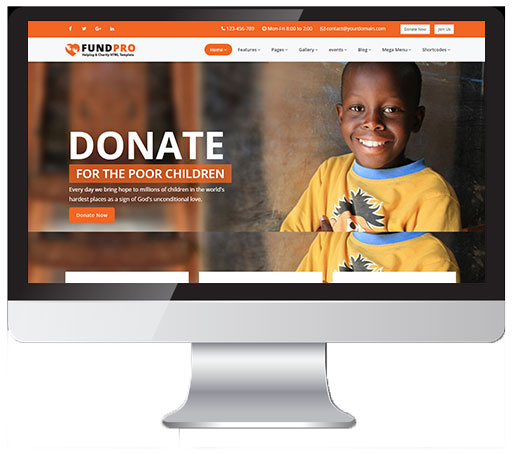 123-456-789 Mon-Fri 8:00 to 2:00 contact@yourdomain.com Donate Now Join Us
FUNDPRO
Helping & Charity HTML Template
Home Features Pages Gallery events Blog Mega Menu Shortcodes
DONATE
FOR THE POOR CHILDREN
Every day we bring hope to millions of children in the world's
hardest places as a sign of God's unconditional love.
Donate Now